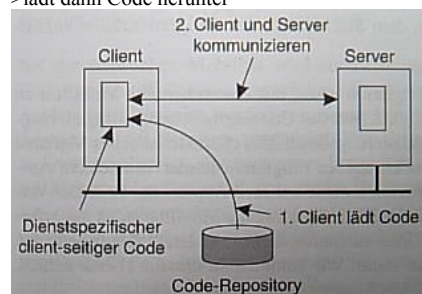 >lädt dann Code herunter
2. Client und Server
kommunizieren
Client
Server
Dienstspezifischer
client-seitiger Code
1. Client lädt Code
Code-Repository